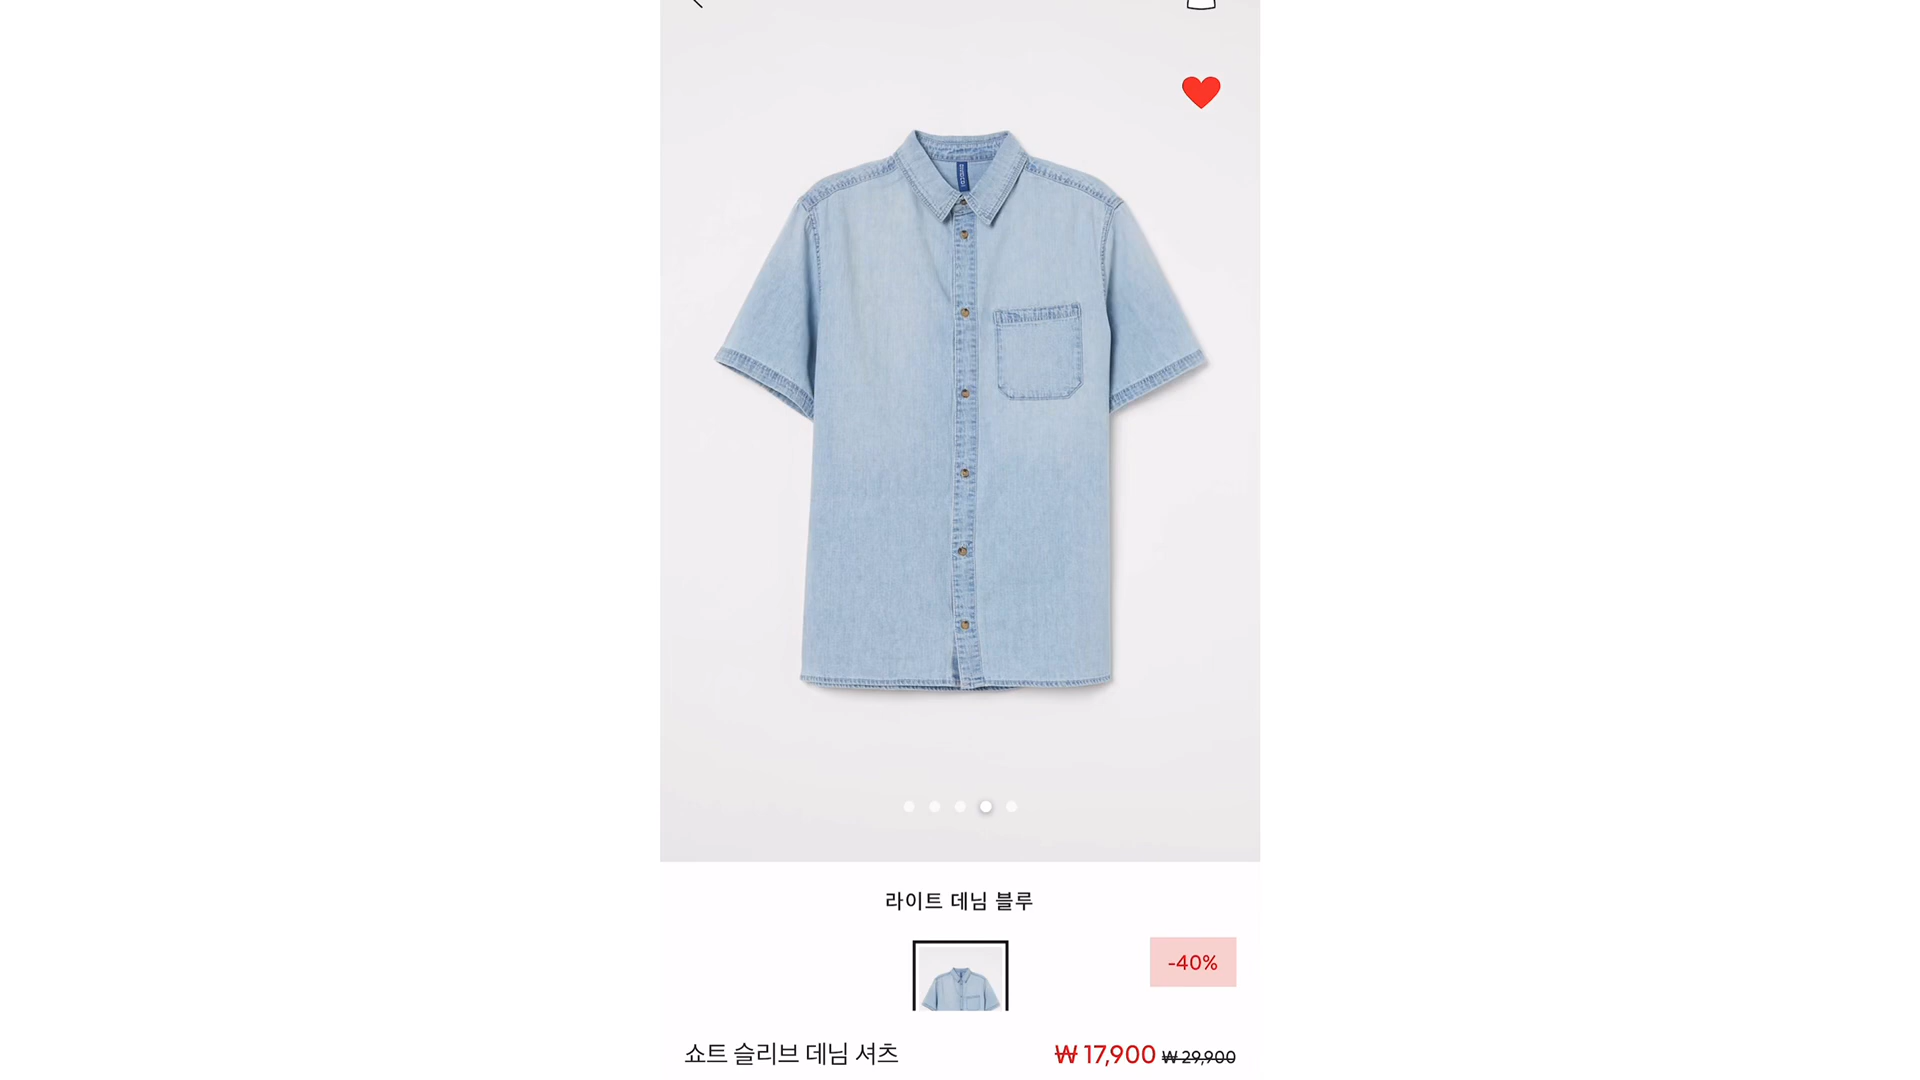 라이트 데님 블루
-40%
쇼트 슬리브 데님 셔츠
₩ 17,900 ₩ 29,900